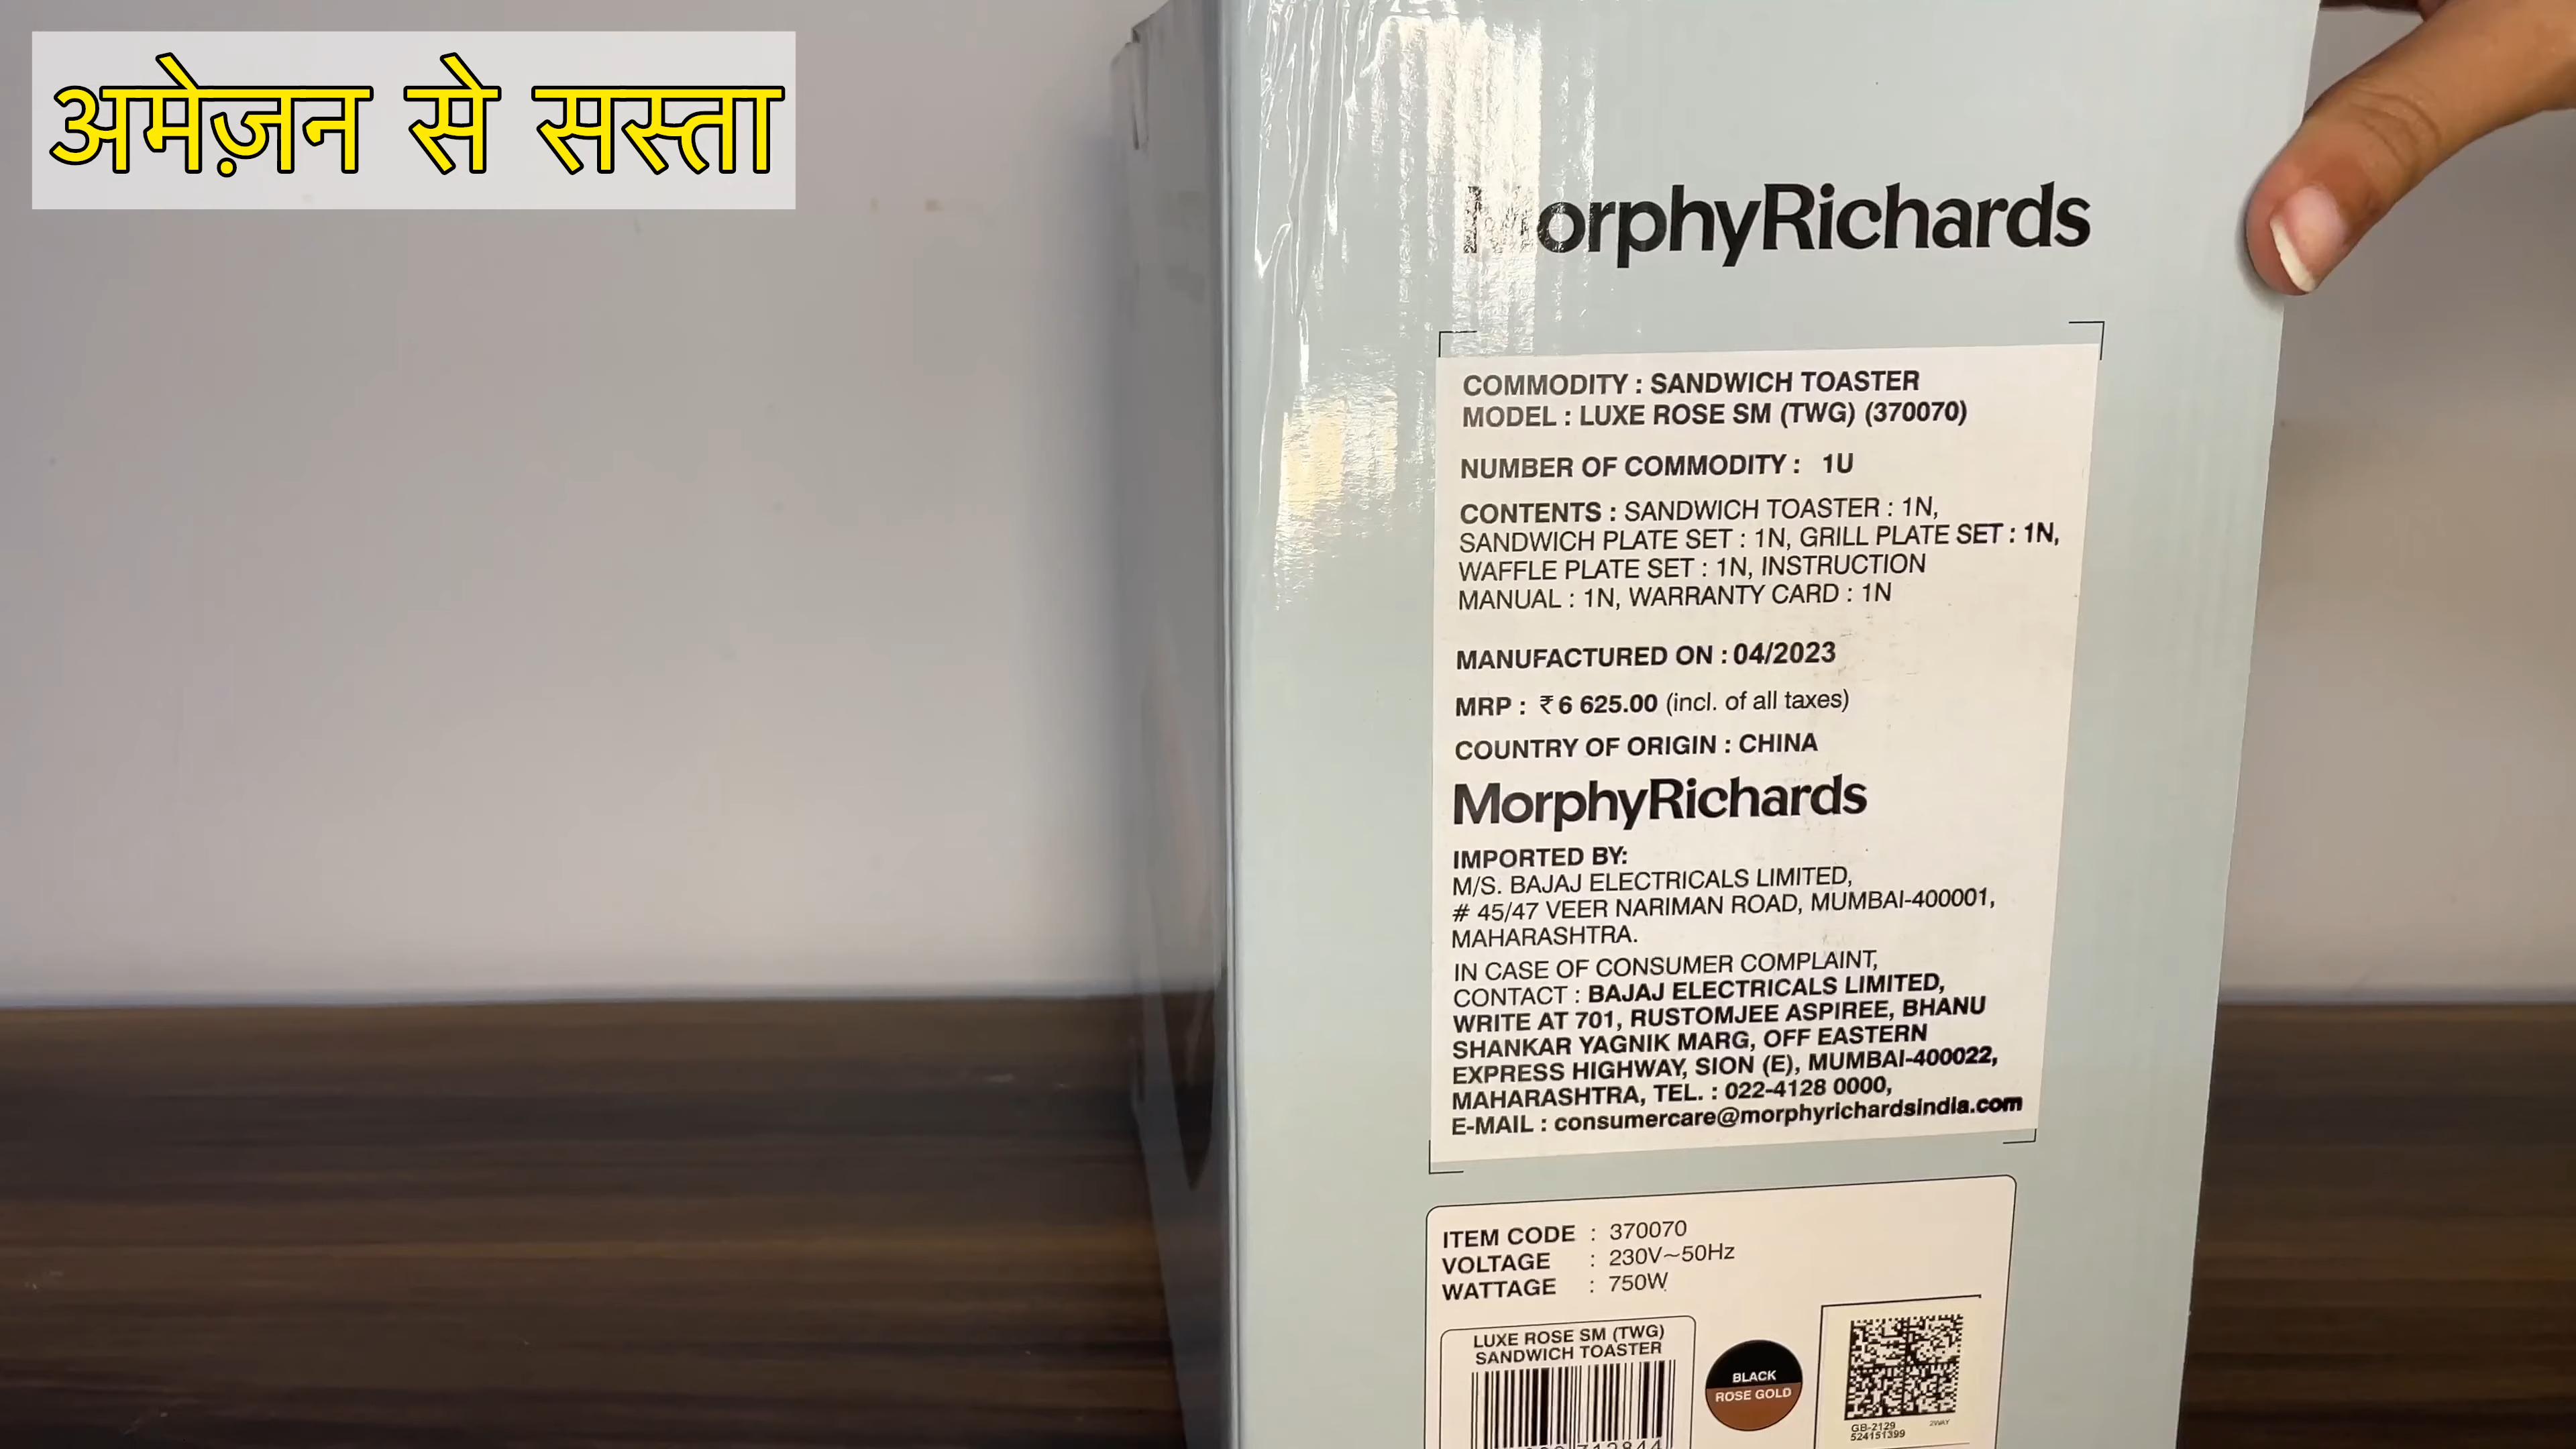 अमेज़न से सस्ता
MorphyRichards
COMMODITY : SANDWICH TOASTER
MODEL : LUXE ROSE SM (TWG) (370070)
NUMBER OF COMMODITY : 1U
CONTENTS : SANDWICH TOASTER : 1N,
SANDWICH PLATE SET : 1N, GRILL PLATE SET : 1N,
WAFFLE PLATE SET : 1N, INSTRUCTION
MANUAL : 1N, WARRANTY CARD : 1N
MANUFACTURED ON : 04/2023
MRP : ₹ 6 625.00 (incl. of all taxes)
COUNTRY OF ORIGIN : CHINA
MorphyRichards
IMPORTED BY:
M/S. BAJAJ ELECTRICALS LIMITED,
# 45/47 VEER NARIMAN ROAD, MUMBAI-400001,
MAHARASHTRA.
IN CASE OF CONSUMER COMPLAINT,
CONTACT : BAJAJ ELECTRICALS LIMITED,
WRITE AT 701, RUSTOMJEE ASPIREE, BHANU
SHANKAR YAGNIK MARG, OFF EASTERN
EXPRESS HIGHWAY, SION (E), MUMBAI-400022,
MAHARASHTRA, TEL. : 022-4128 0000,
E-MAIL : consumercare@morphyrichardsindia.com
ITEM CODE : 370070
VOLTAGE : 230V~50Hz
WATTAGE : 750W
LUXE ROSE SM (TWG)
SANDWICH TOASTER
BLACK
ROSE GOLD
GB-2129 2WAY
524151399